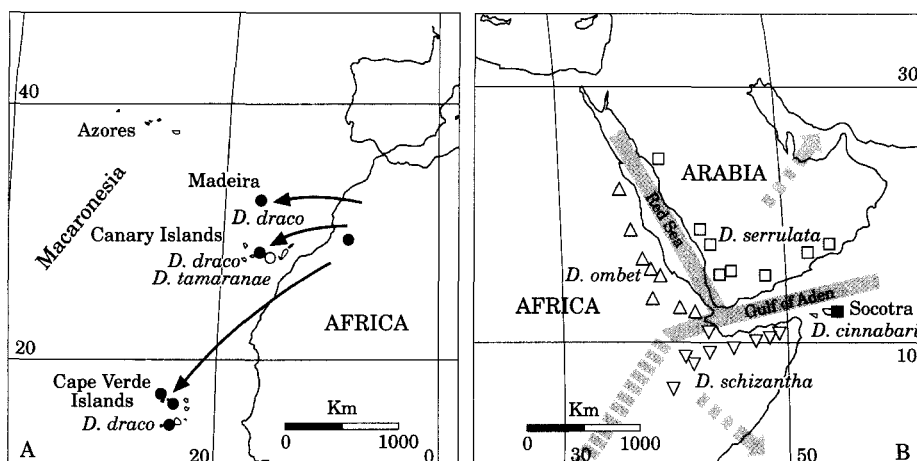 40
Azores
Macaronesia
Madeira
D. draco
Canary Islands
D. draco
D. tamaranae
AFRICA
20
Cape Verde
Islands
D. draco
Km
0 1000
A
20
0
30
ARABIA
Red Sea
D. serrulata
D. ombet
AFRICA
Gulf of Aden
Socotra
D. cinnabari
10
D. schizantha
Km
0 1000
30
50
B